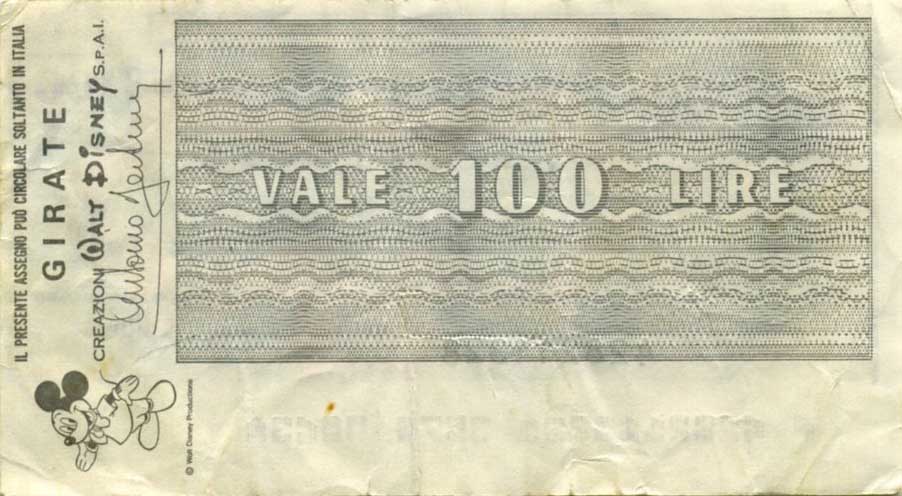 IL PRESENTE ASSEGNO PUÒ CIRCOLARE SOLTANTO IN ITALIA
GIRATE
CREAZIONI WALT DISNEY S.P.A.I.
VALE 100 LIRE
© Walt Disney Productions